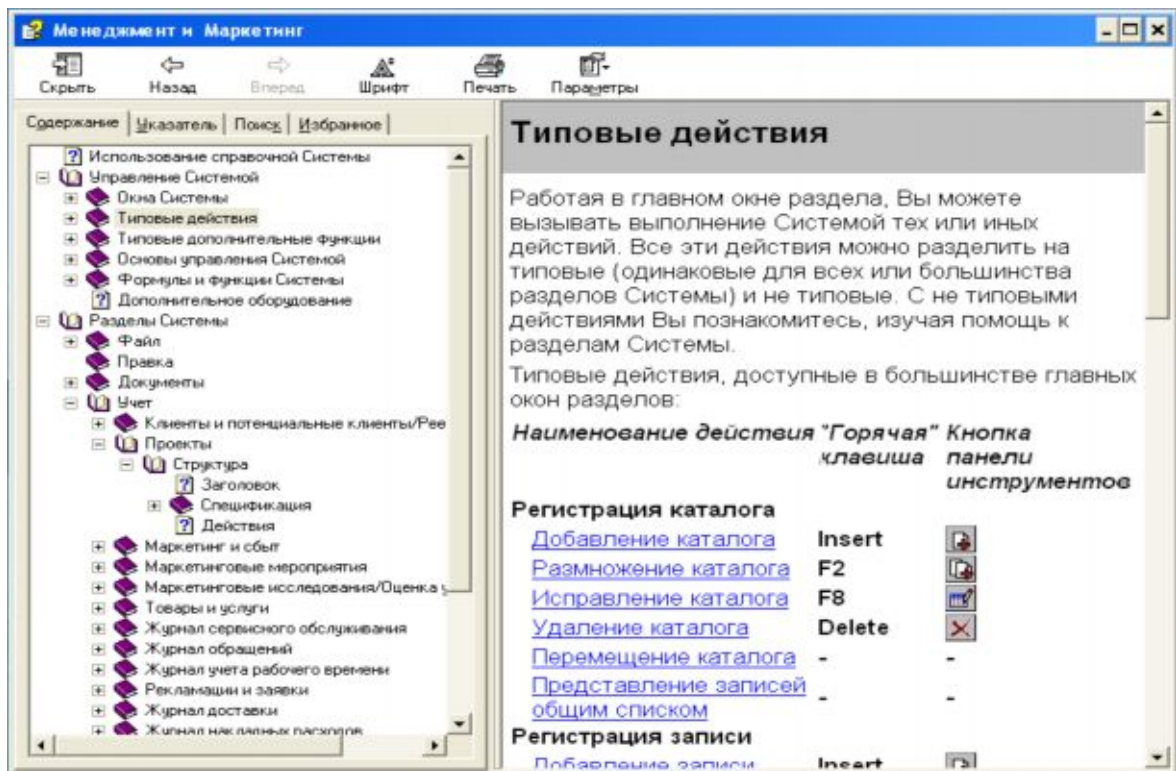 Менеджмент и Маркетинг
Скрыть Назад Вперед Шрифт Печать Параметры
Содержание Указатель Поиск Избранное
Использование справочной Системы
Управление Системой
Окна Системы
Типовые действия
Типовые дополнительные функции
Основы управления Системой
Формулы и функции Системы
Дополнительное оборудование
Разделы Системы
Файл
Правка
Документы
Учет
Клиенты и потенциальные клиенты/Рее
Проекты
Структура
Заголовок
Спецификация
Действия
Маркетинг и сбыт
Маркетинговые мероприятия
Маркетинговые исследования/Оценка у
Товары и услуги
Журнал сервисного обслуживания
Журнал обращений
Журнал учета рабочего времени
Рекламации и заявки
Журнал доставки
Журнал накладных расходов
Типовые действия
Работая в главном окне раздела, Вы можете
вызывать выполнение Системой тех или иных
действий. Все эти действия можно разделить на
типовые (одинаковые для всех или большинства
разделов Системы) и не типовые. С не типовыми
действиями Вы познакомитесь, изучая помощь к
разделам Системы.
Типовые действия, доступные в большинстве главных
окон разделов:
Наименование действия "Горячая" Кнопка
клавиша панели
инструментов
Регистрация каталога
Добавление каталога Insert
Размножение каталога F2
Исправление каталога F8
Удаление каталога Delete
Перемещение каталога - -
Представление записей
общим списком - -
Регистрация записи
Добавление записи Insert